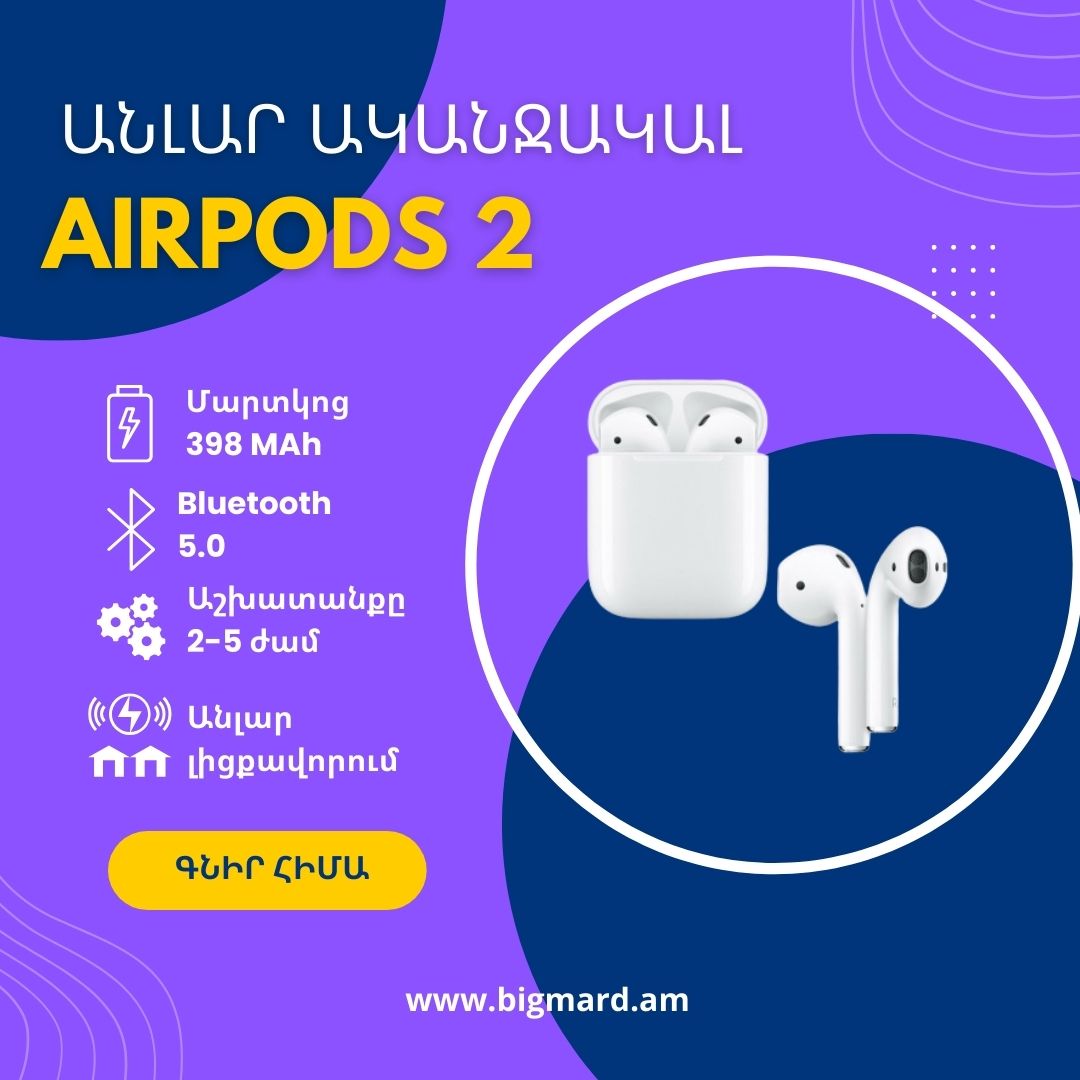 ԱՆԼԱՐ ԱԿԱՆՋԱԿԱԼ
AIRPODS 2
Մարտկոց
398 MAh
Bluetooth
5.0
Աշխատանքը
2-5 ժամ
Անլար
լիցքավորում
ԳՆԻՐ ՀԻՄԱ
www.bigmard.am